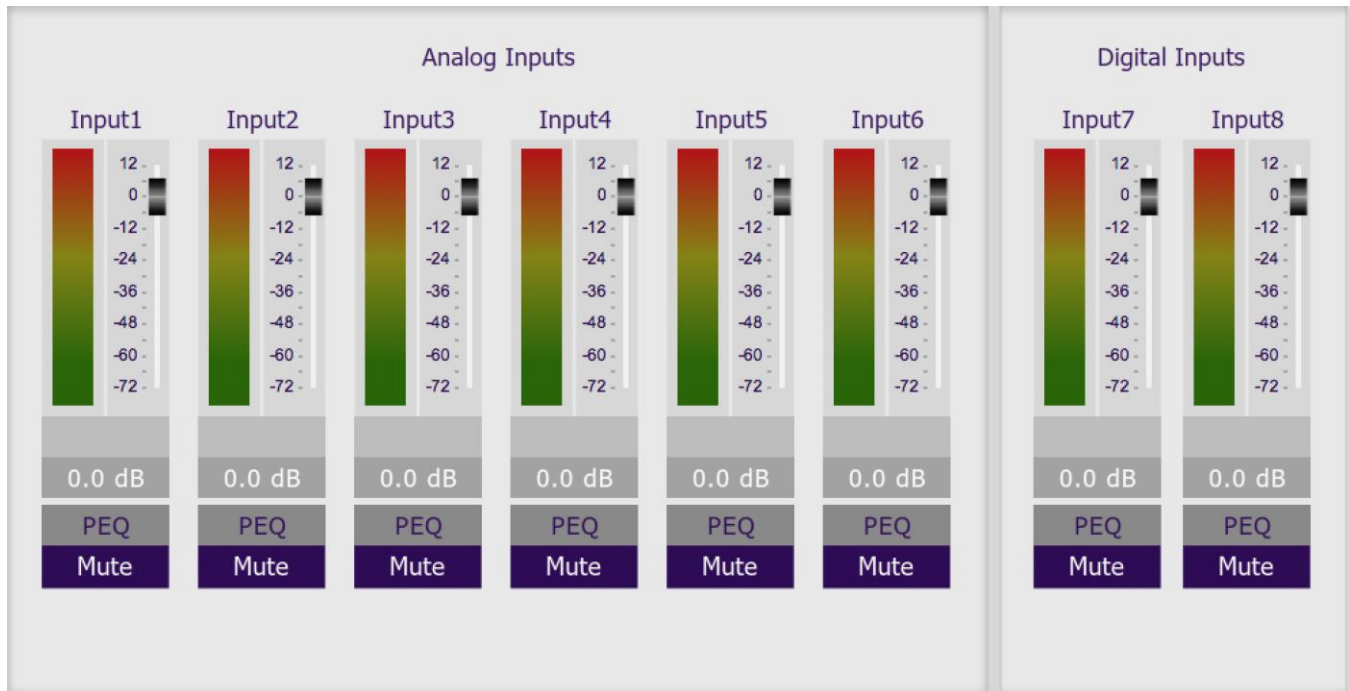 Analog Inputs Digital Inputs
Input1 Input2 Input3 Input4 Input5 Input6 Input7 Input8
12 12 12 12 12 12 12 12
0 0 0 0 0 0 0 0
-12 -12 -12 -12 -12 -12 -12 -12
-24 -24 -24 -24 -24 -24 -24 -24
-36 -36 -36 -36 -36 -36 -36 -36
-48 -48 -48 -48 -48 -48 -48 -48
-60 -60 -60 -60 -60 -60 -60 -60
-72 -72 -72 -72 -72 -72 -72 -72
0.0 dB 0.0 dB 0.0 dB 0.0 dB 0.0 dB 0.0 dB 0.0 dB 0.0 dB
PEQ PEQ PEQ PEQ PEQ PEQ PEQ PEQ
Mute Mute Mute Mute Mute Mute Mute Mute